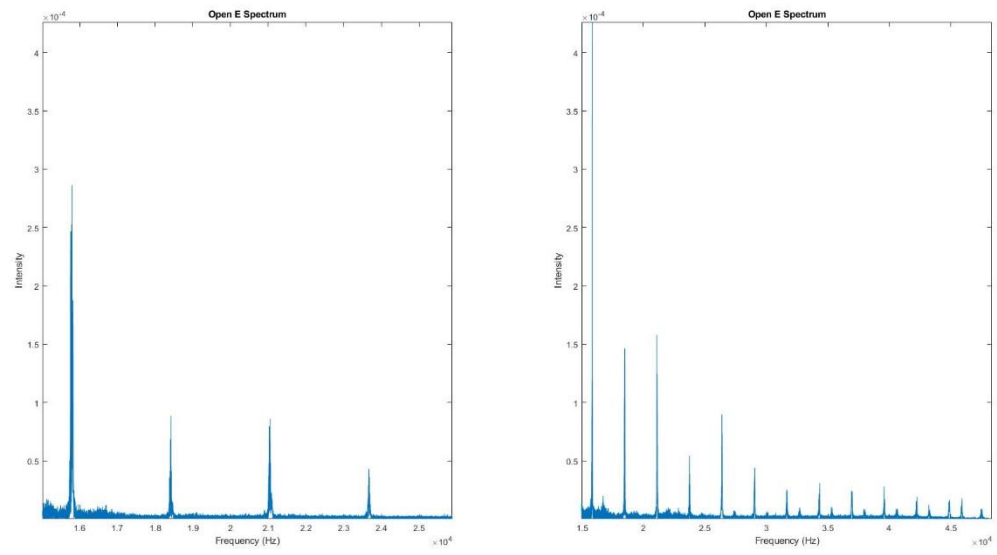 Open E Spectrum
×10⁻⁴
4
3.5
3
2.5
2
1.5
1
0.5
Intensity
1.6 1.7 1.8 1.9 2 2.1 2.2 2.3 2.4 2.5
Frequency (Hz)
×10⁴
Open E Spectrum
×10⁻⁴
4
3.5
3
2.5
2
1.5
1
0.5
Intensity
1.5 2 2.5 3 3.5 4 4.5
Frequency (Hz)
×10⁴